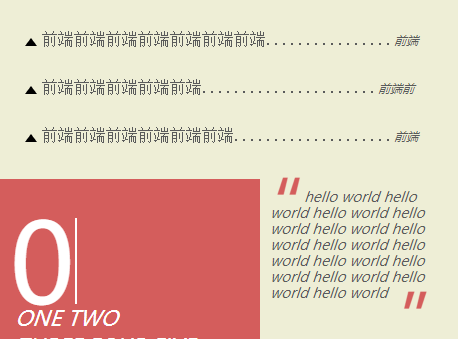 ▲ 前端前端前端前端前端前端前端................ 前端
▲ 前端前端前端前端前端...................... 前端前
▲ 前端前端前端前端前端前端.................... 前端
0
ONE TWO
" hello world hello
world hello world hello
world hello world hello
world hello world hello
world hello world hello
world hello world hello
world hello world "